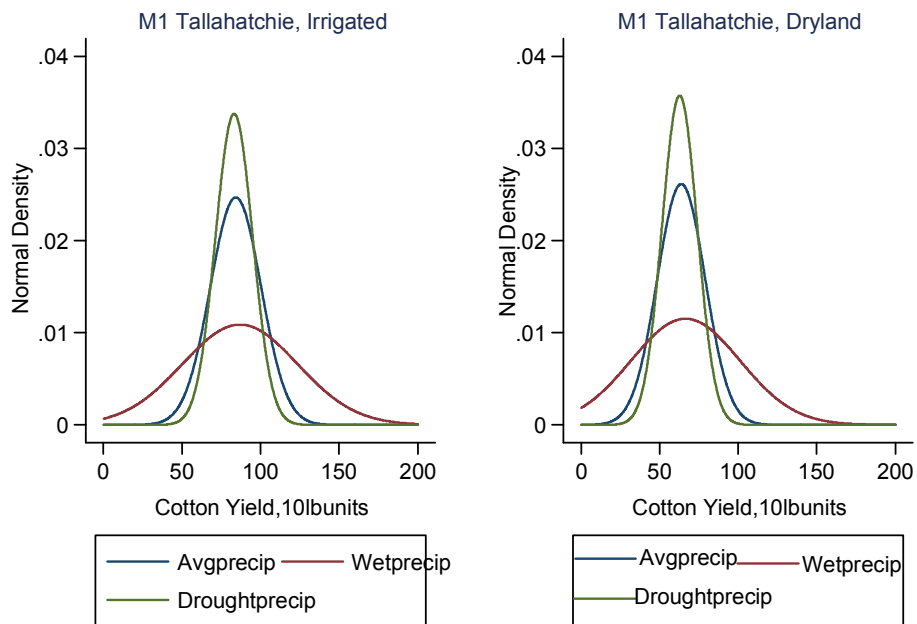 M1 Tallahatchie, Irrigated
.04
.03
.02
.01
0
Normal Density
0 50 100 150 200
Cotton Yield,10lbunits
Avgprecip Wetprecip
Droughtprecip
M1 Tallahatchie, Dryland
.04
.03
.02
.01
0
Normal Density
0 50 100 150 200
Cotton Yield,10lbunits
Avgprecip Wetprecip
Droughtprecip